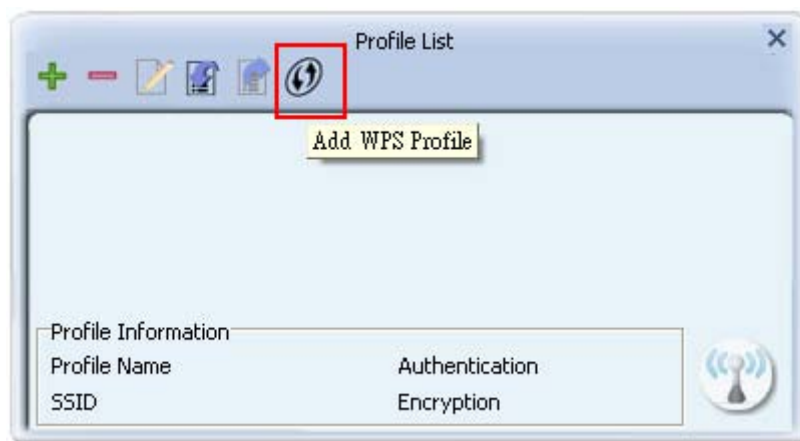 Profile List
Add WPS Profile
Profile Information
Profile Name Authentication
SSID Encryption